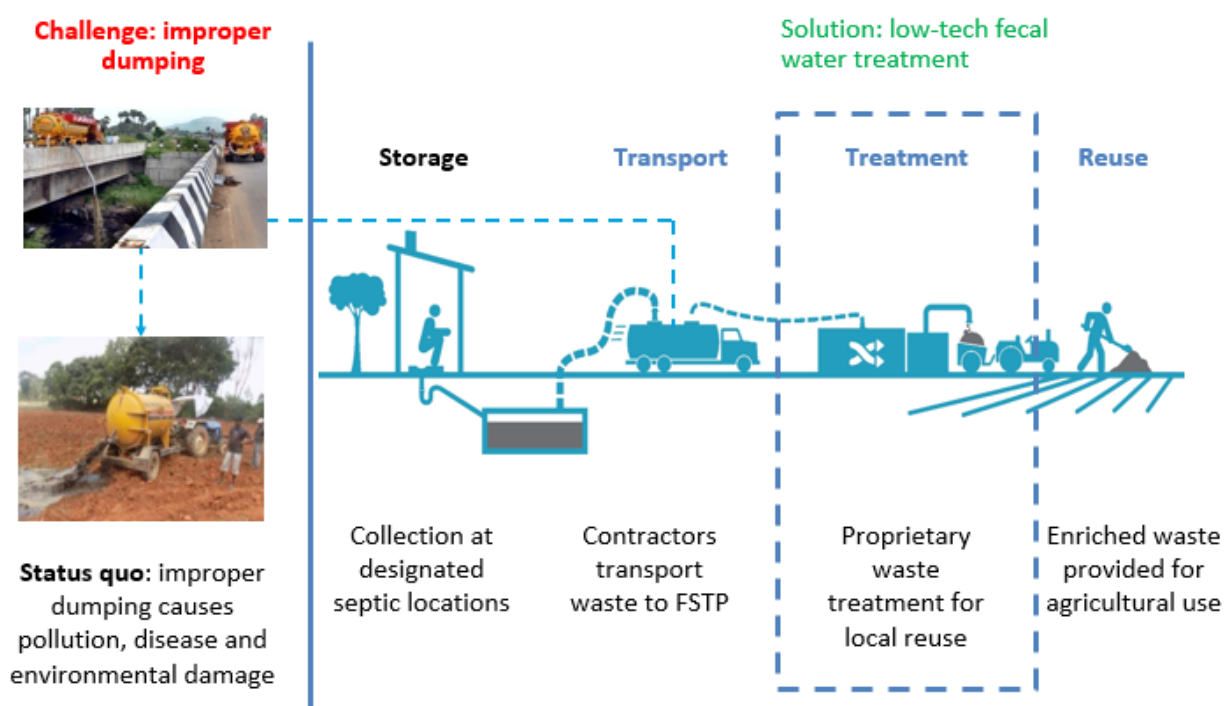 Challenge: improper
dumping
Solution: low-tech fecal
water treatment
Storage
Transport
Treatment
Reuse
Collection at
designated
septic locations
Contractors
transport
waste to FSTP
Proprietary
waste
treatment for
local reuse
Enriched waste
provided for
agricultural use
Status quo: improper
dumping causes
pollution, disease and
environmental damage